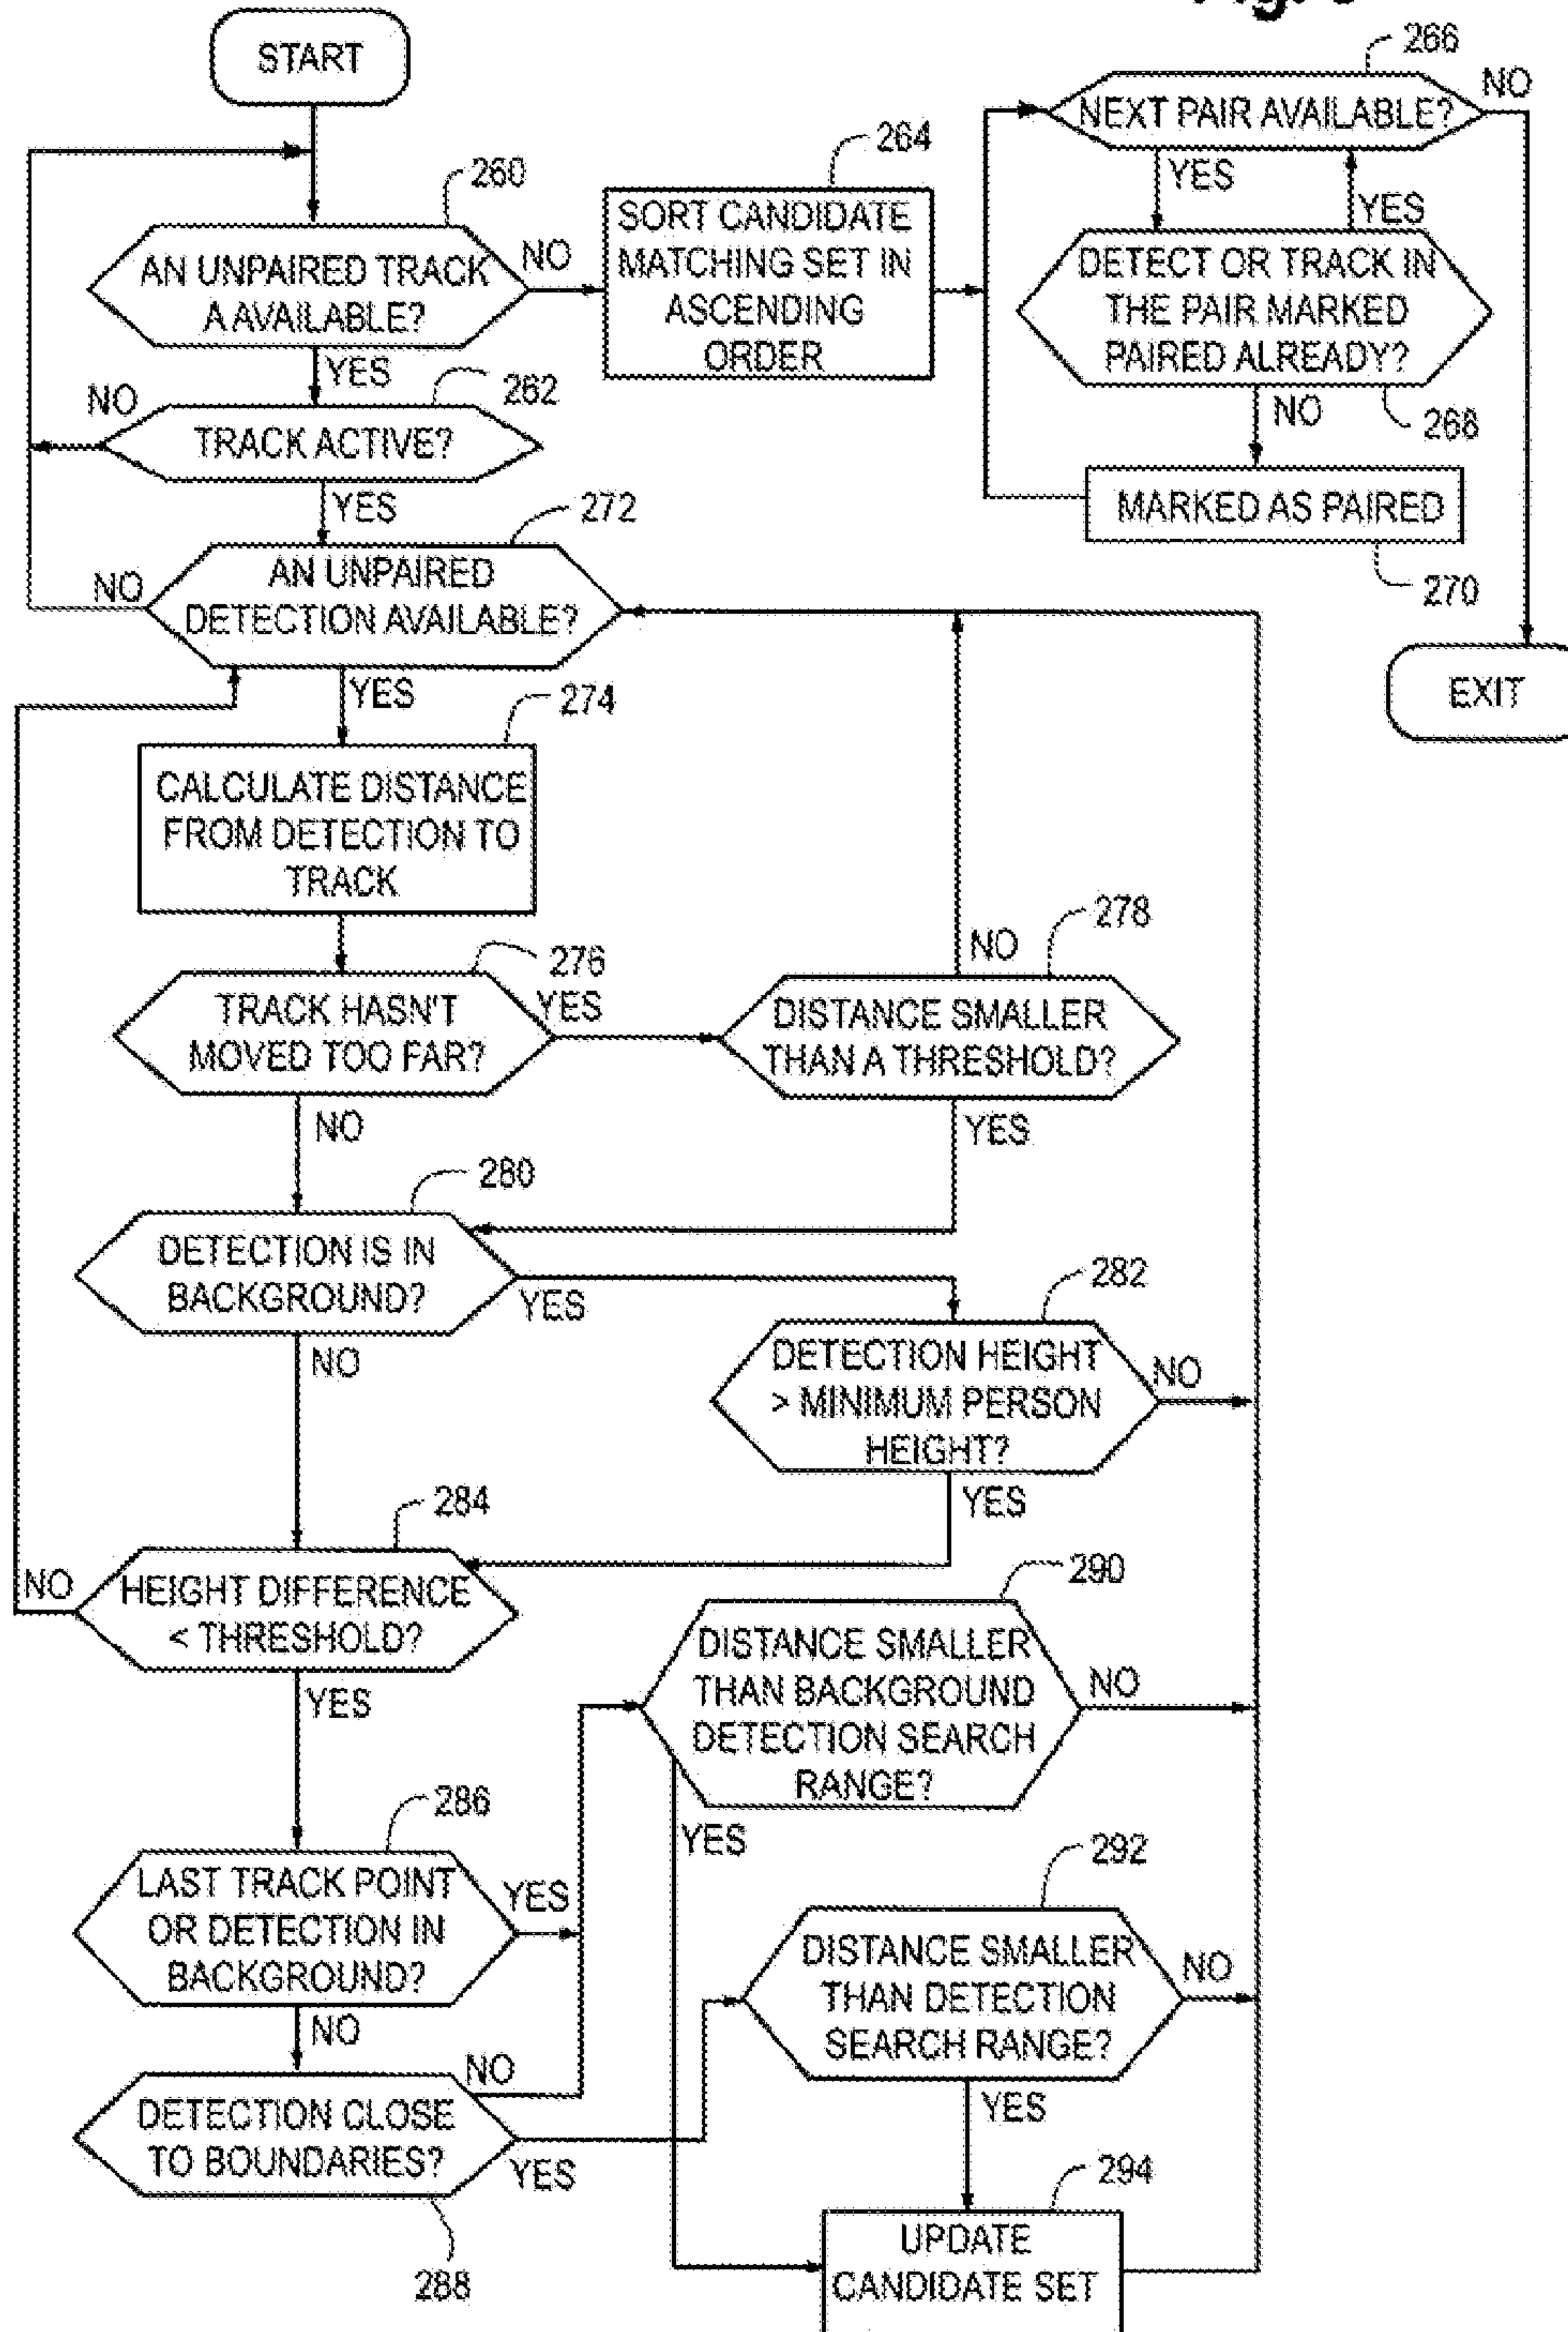 START
266
NO
NEXT PAIR AVAILABLE?
264
260
YES
YES
SORT CANDIDATE
MATCHING SET IN
ASCENDING
ORDER
NO
AN UNPAIRED TRACK
A AVAILABLE?
DETECT OR TRACK IN
THE PAIR MARKED
PAIRED ALREADY?
YES
262
NO
NO
268
TRACK ACTIVE?
YES
272
MARKED AS PAIRED
270
AN UNPAIRED
DETECTION AVAILABLE?
NO
YES
274
EXIT
CALCULATE DISTANCE
FROM DETECTION TO
TRACK
278
NO
276
YES
TRACK HASN'T
MOVED TOO FAR?
DISTANCE SMALLER
THAN A THRESHOLD?
NO
YES
280
DETECTION IS IN
BACKGROUND?
YES
282
NO
DETECTION HEIGHT
> MINIMUM PERSON
HEIGHT?
NO
YES
284
290
NO
HEIGHT DIFFERENCE
< THRESHOLD?
DISTANCE SMALLER
THAN BACKGROUND
DETECTION SEARCH
RANGE?
NO
YES
286
YES
292
LAST TRACK POINT
OR DETECTION IN
BACKGROUND?
YES
DISTANCE SMALLER
THAN DETECTION
SEARCH RANGE?
NO
NO
NO
YES
DETECTION CLOSE
TO BOUNDARIES?
YES
294
288
UPDATE
CANDIDATE SET